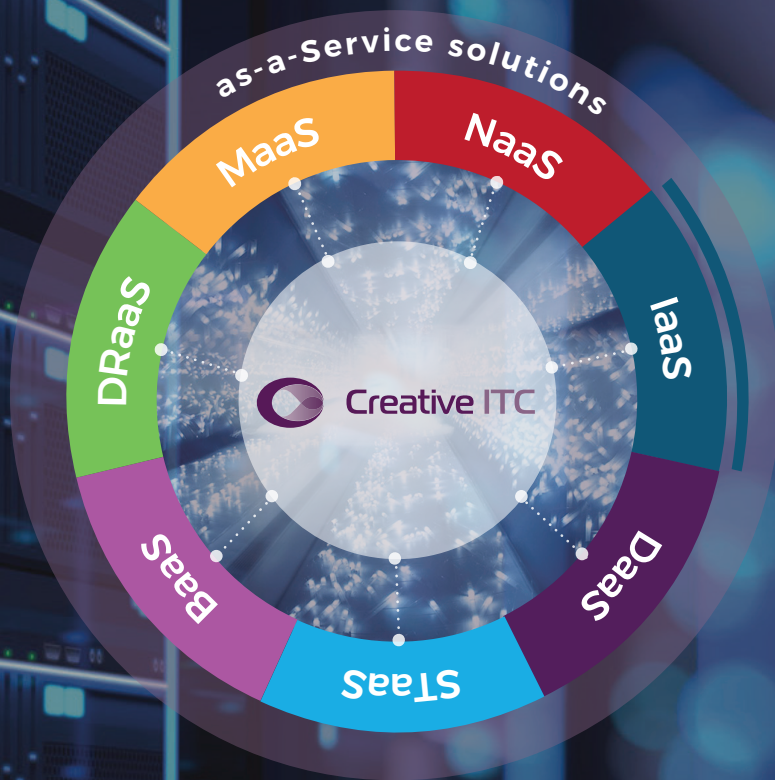 as-a-Service solutions
NaaS
IaaS
DaaS
STaaS
BaaS
DRaaS
MaaS
Creative ITC